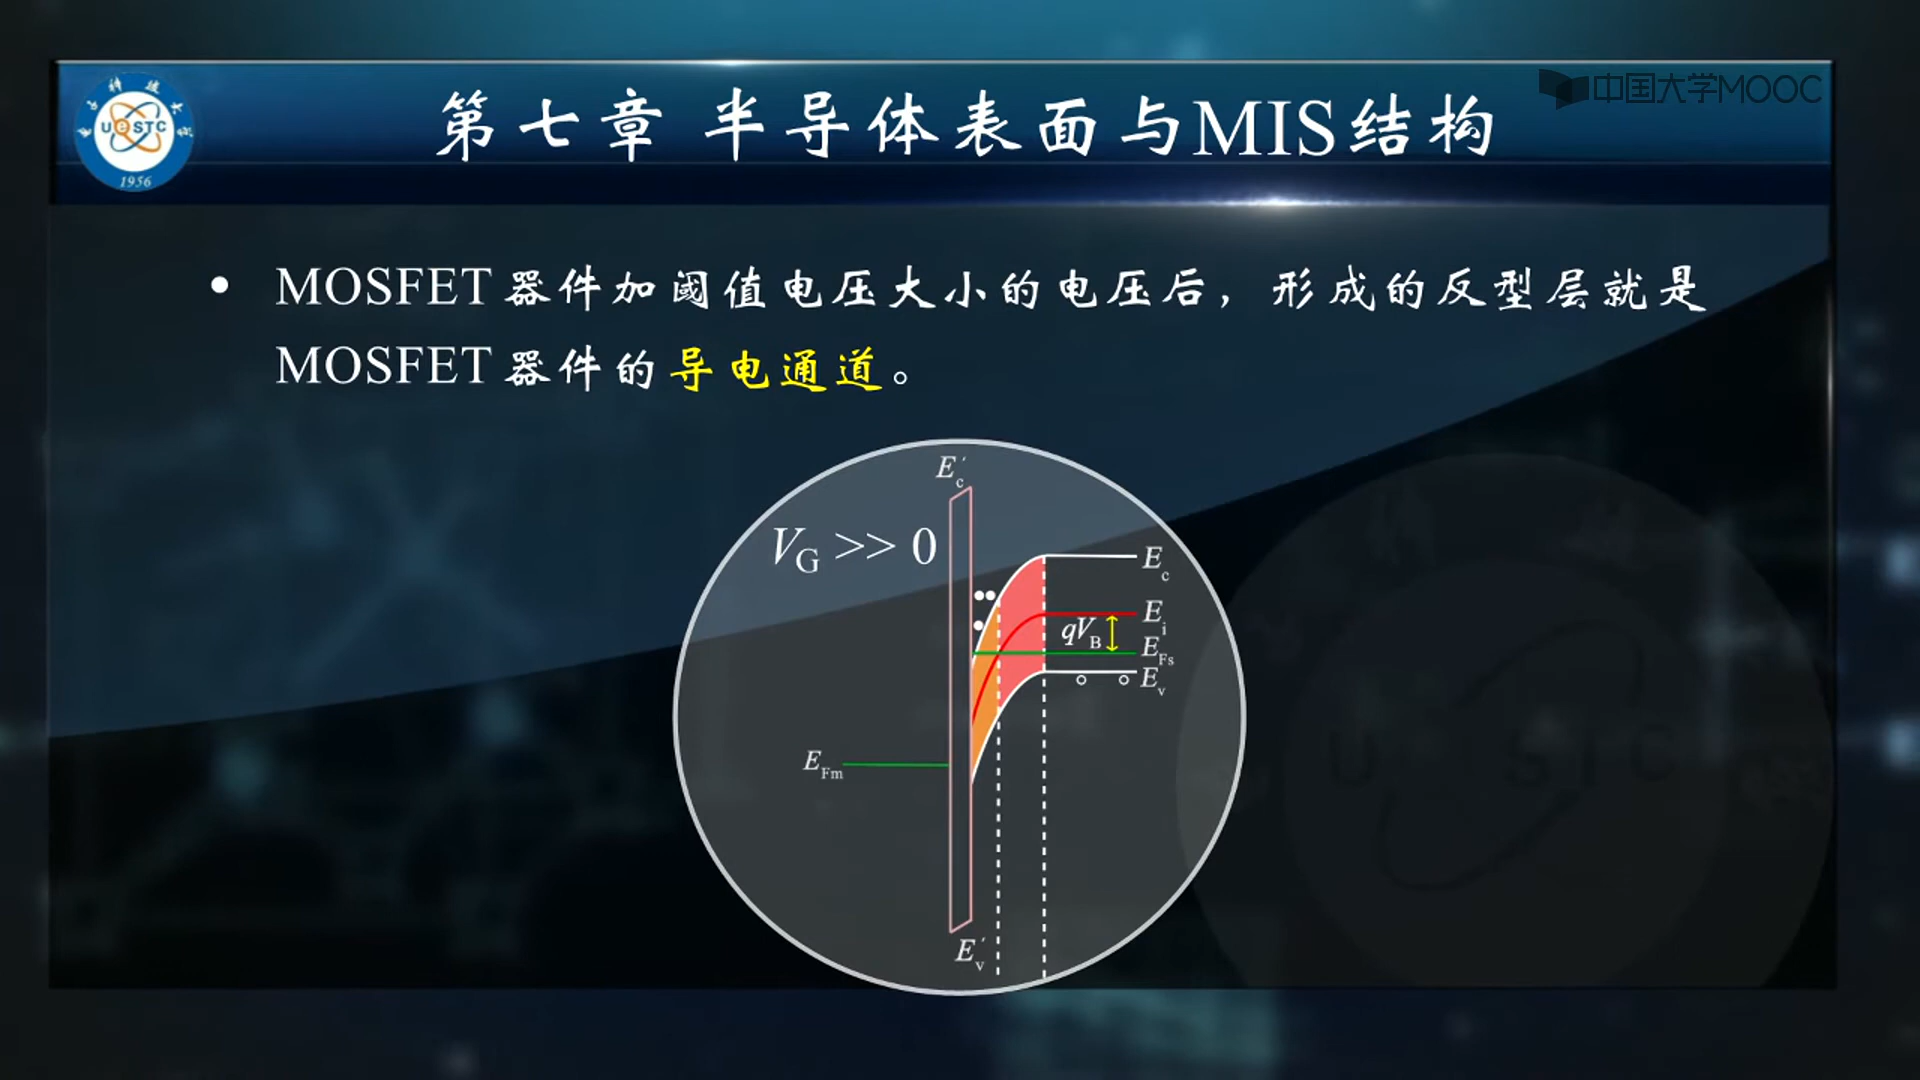 中国大学MOOC
第七章 半导体表面与MIS结构
UeSTC
1956
• MOSFET器件加阈值电压大小的电压后，形成的反型层就是
MOSFET器件的导电通道。
E′c
VG >> 0
Ec
Ei
qVB
EFs
Ev
EFm
E′v